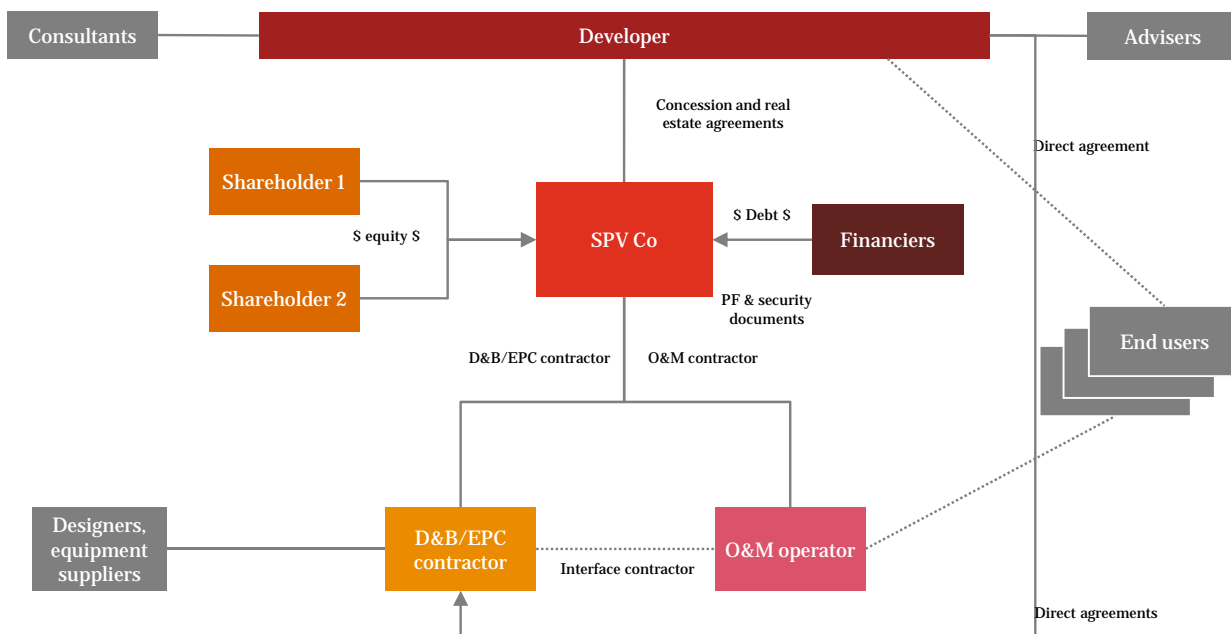 Consultants
Developer
Advisers
Concession and real
estate agreements
Direct agreement
Shareholder 1
$ equity $
Shareholder 2
SPV Co
$ Debt $
Financiers
PF & security
documents
End users
D&B/EPC contractor
O&M contractor
Designers,
equipment
suppliers
D&B/EPC
contractor
Interface contractor
O&M operator
Direct agreements